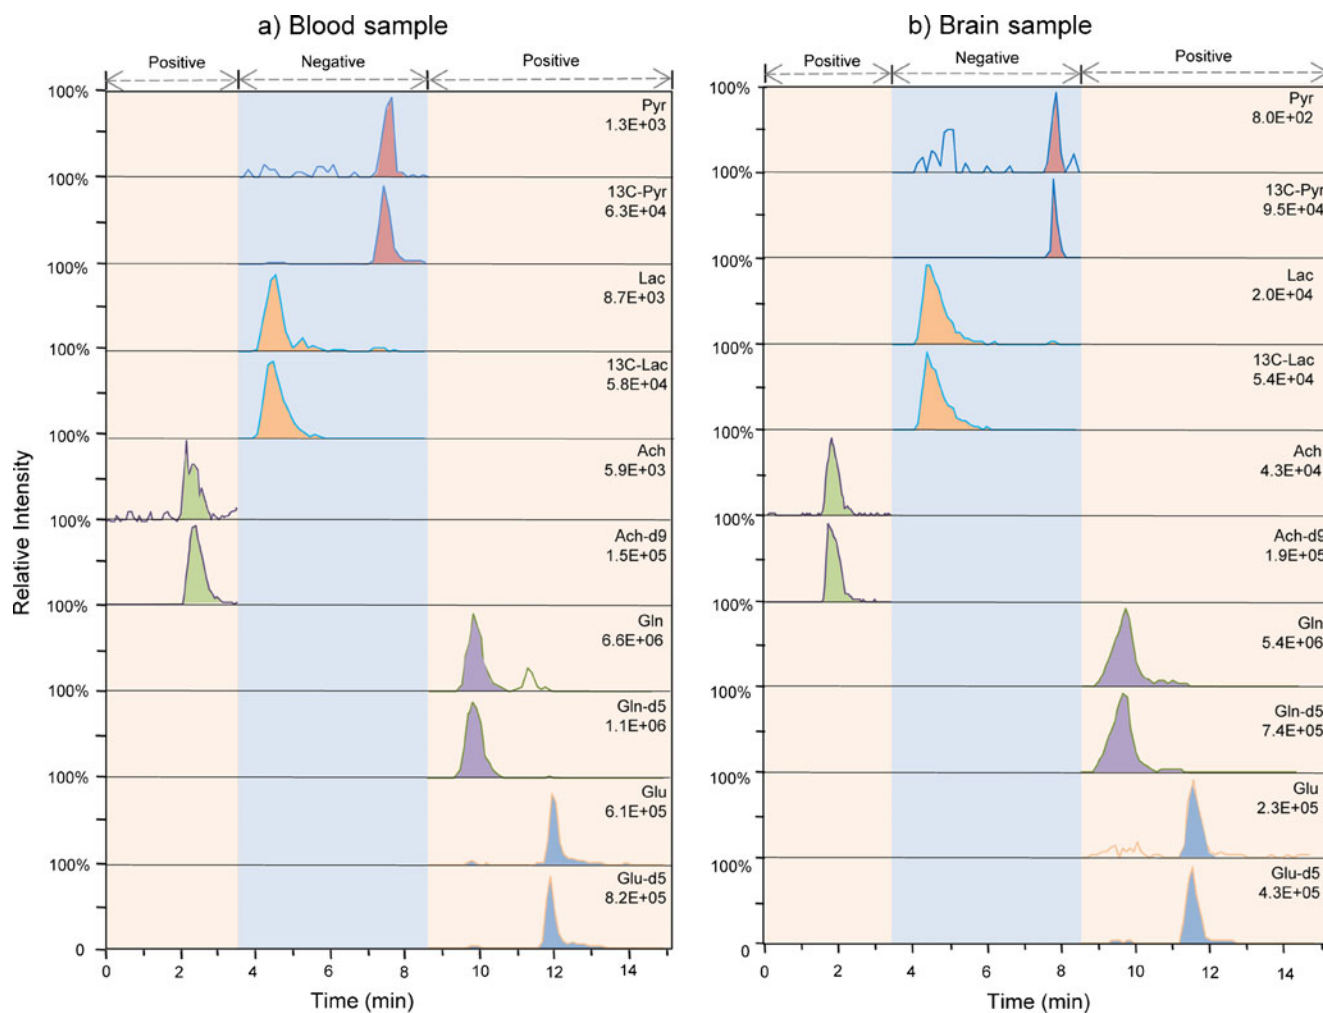 a) Blood sample
Positive
Negative
Positive
100%
Pyr
1.3E+03
100%
13C-Pyr
6.3E+04
100%
Lac
8.7E+03
100%
13C-Lac
5.8E+04
100%
Ach
5.9E+03
100%
Ach-d9
1.5E+05
100%
Gln
6.6E+06
100%
Gln-d5
1.1E+06
100%
Glu
6.1E+05
100%
Glu-d5
8.2E+05
0
0 2 4 6 8 10 12 14
Time (min)
Relative Intensity
b) Brain sample
Positive
Negative
Positive
100%
Pyr
8.0E+02
100%
13C-Pyr
9.5E+04
100%
Lac
2.0E+04
100%
13C-Lac
5.4E+04
100%
Ach
4.3E+04
100%
Ach-d9
1.9E+05
100%
Gln
5.4E+06
100%
Gln-d5
7.4E+05
100%
Glu
2.3E+05
100%
Glu-d5
4.3E+05
0
0 2 4 6 8 10 12 14
Time (min)